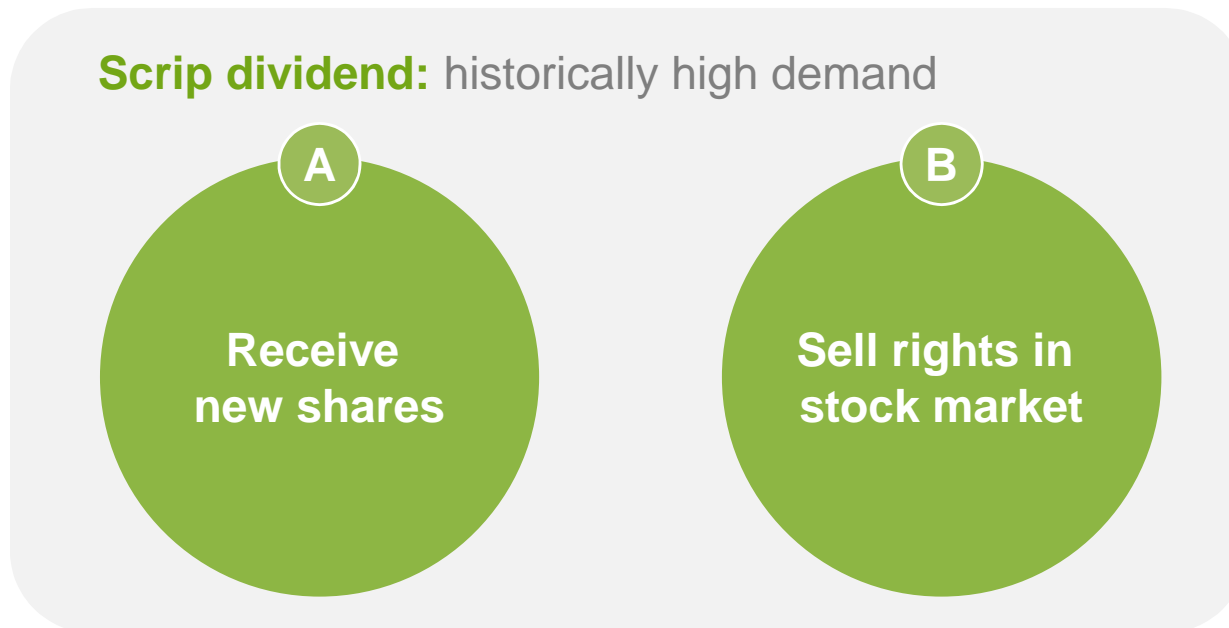 Scrip dividend: historically high demand
A
Receive
new shares
B
Sell rights in
stock market